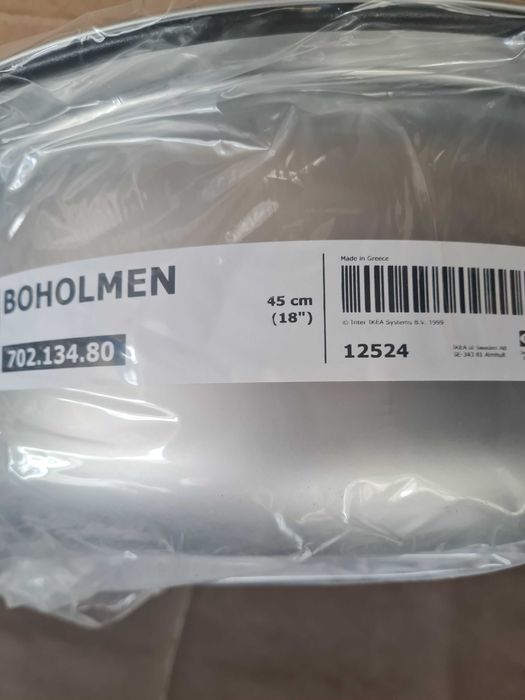 BOHOLMEN
702.134.80
45 cm
(18")
Made in Greece
© Inter IKEA Systems B.V. 1999
12524
IKEA of Sweden AB
SE-343 81 Älmhult